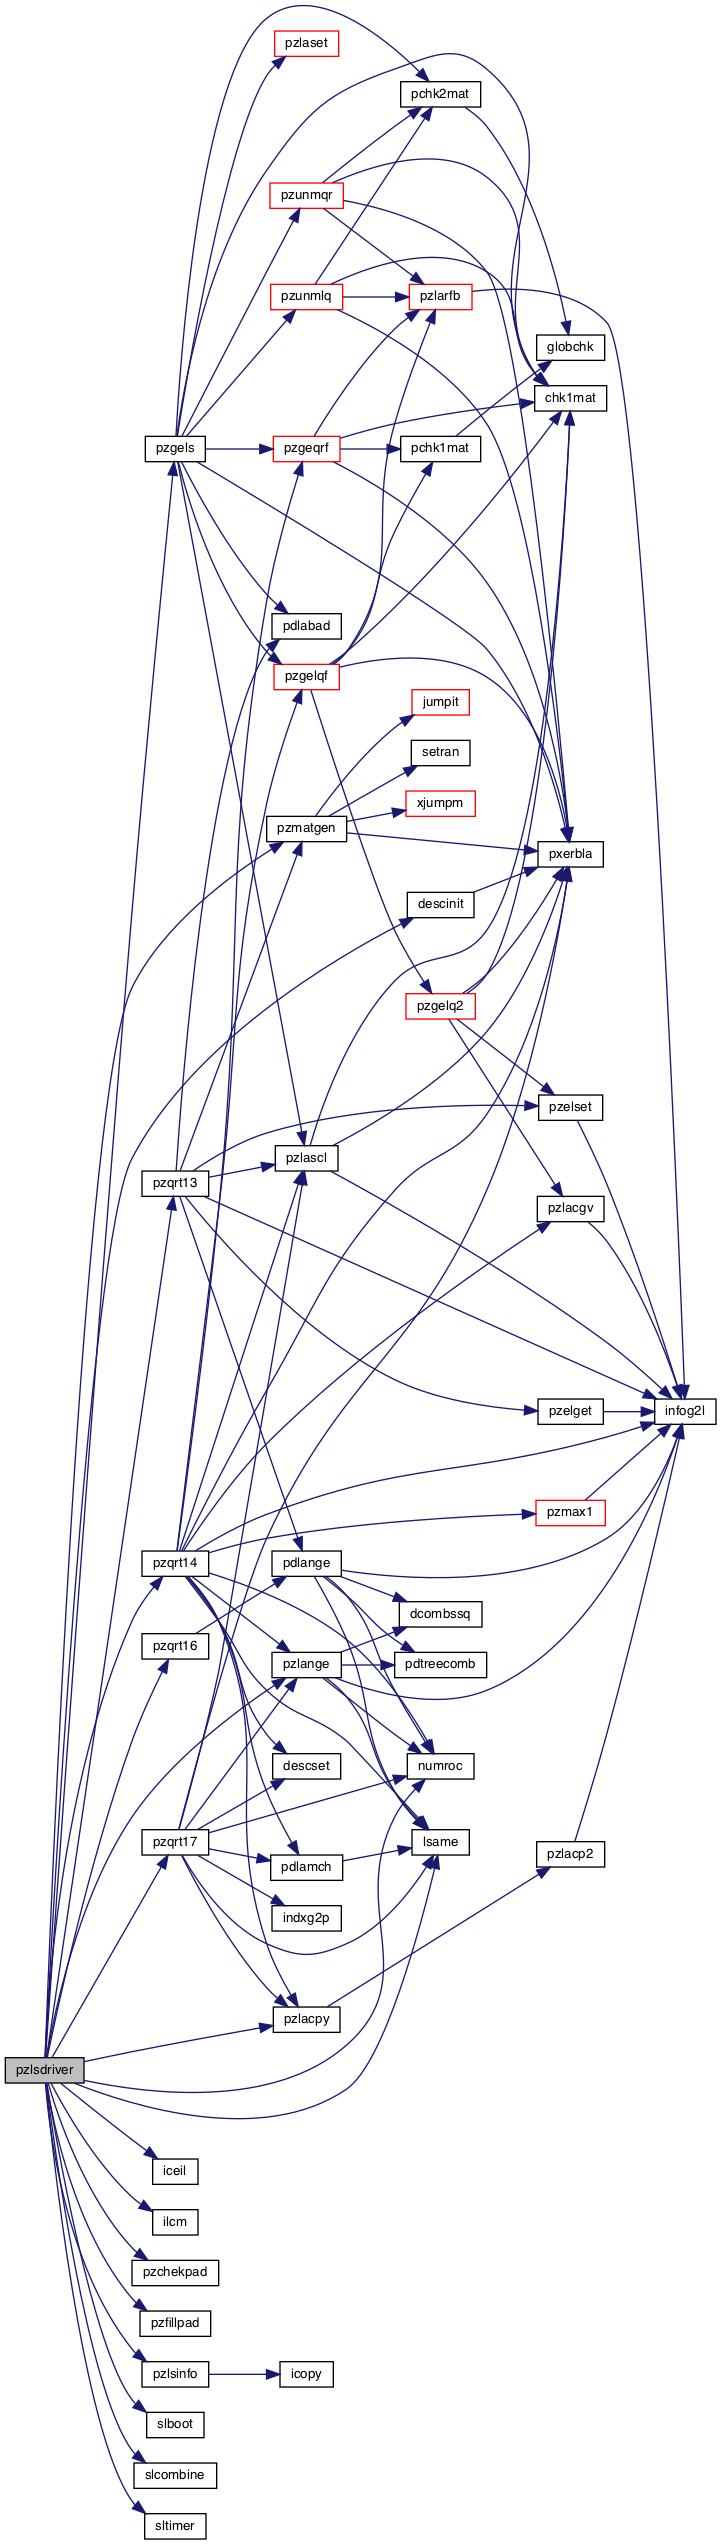 pzlaset
pchk2mat
pzunmqr
pzunmlq
pzlarfb
globchk
chk1mat
pzgels
pzgeqrf
pchk1mat
pdlabad
pzgelqf
jumpit
setran
xjumpm
pzmatgen
pxerbla
descinit
pzgelq2
pzelset
pzlascl
pzqrt13
pzlacgv
pzelget
infog2l
pzmax1
pzqrt14
pdlange
dcombssq
pzqrt16
pzlange
pdtreecomb
descset
numroc
pzqrt17
lsame
pzlacp2
pdlamch
indxg2p
pzlacpy
pzlsdriver
iceil
ilcm
pzchekpad
pzfillpad
pzlsinfo
icopy
slboot
slcombine
sltimer